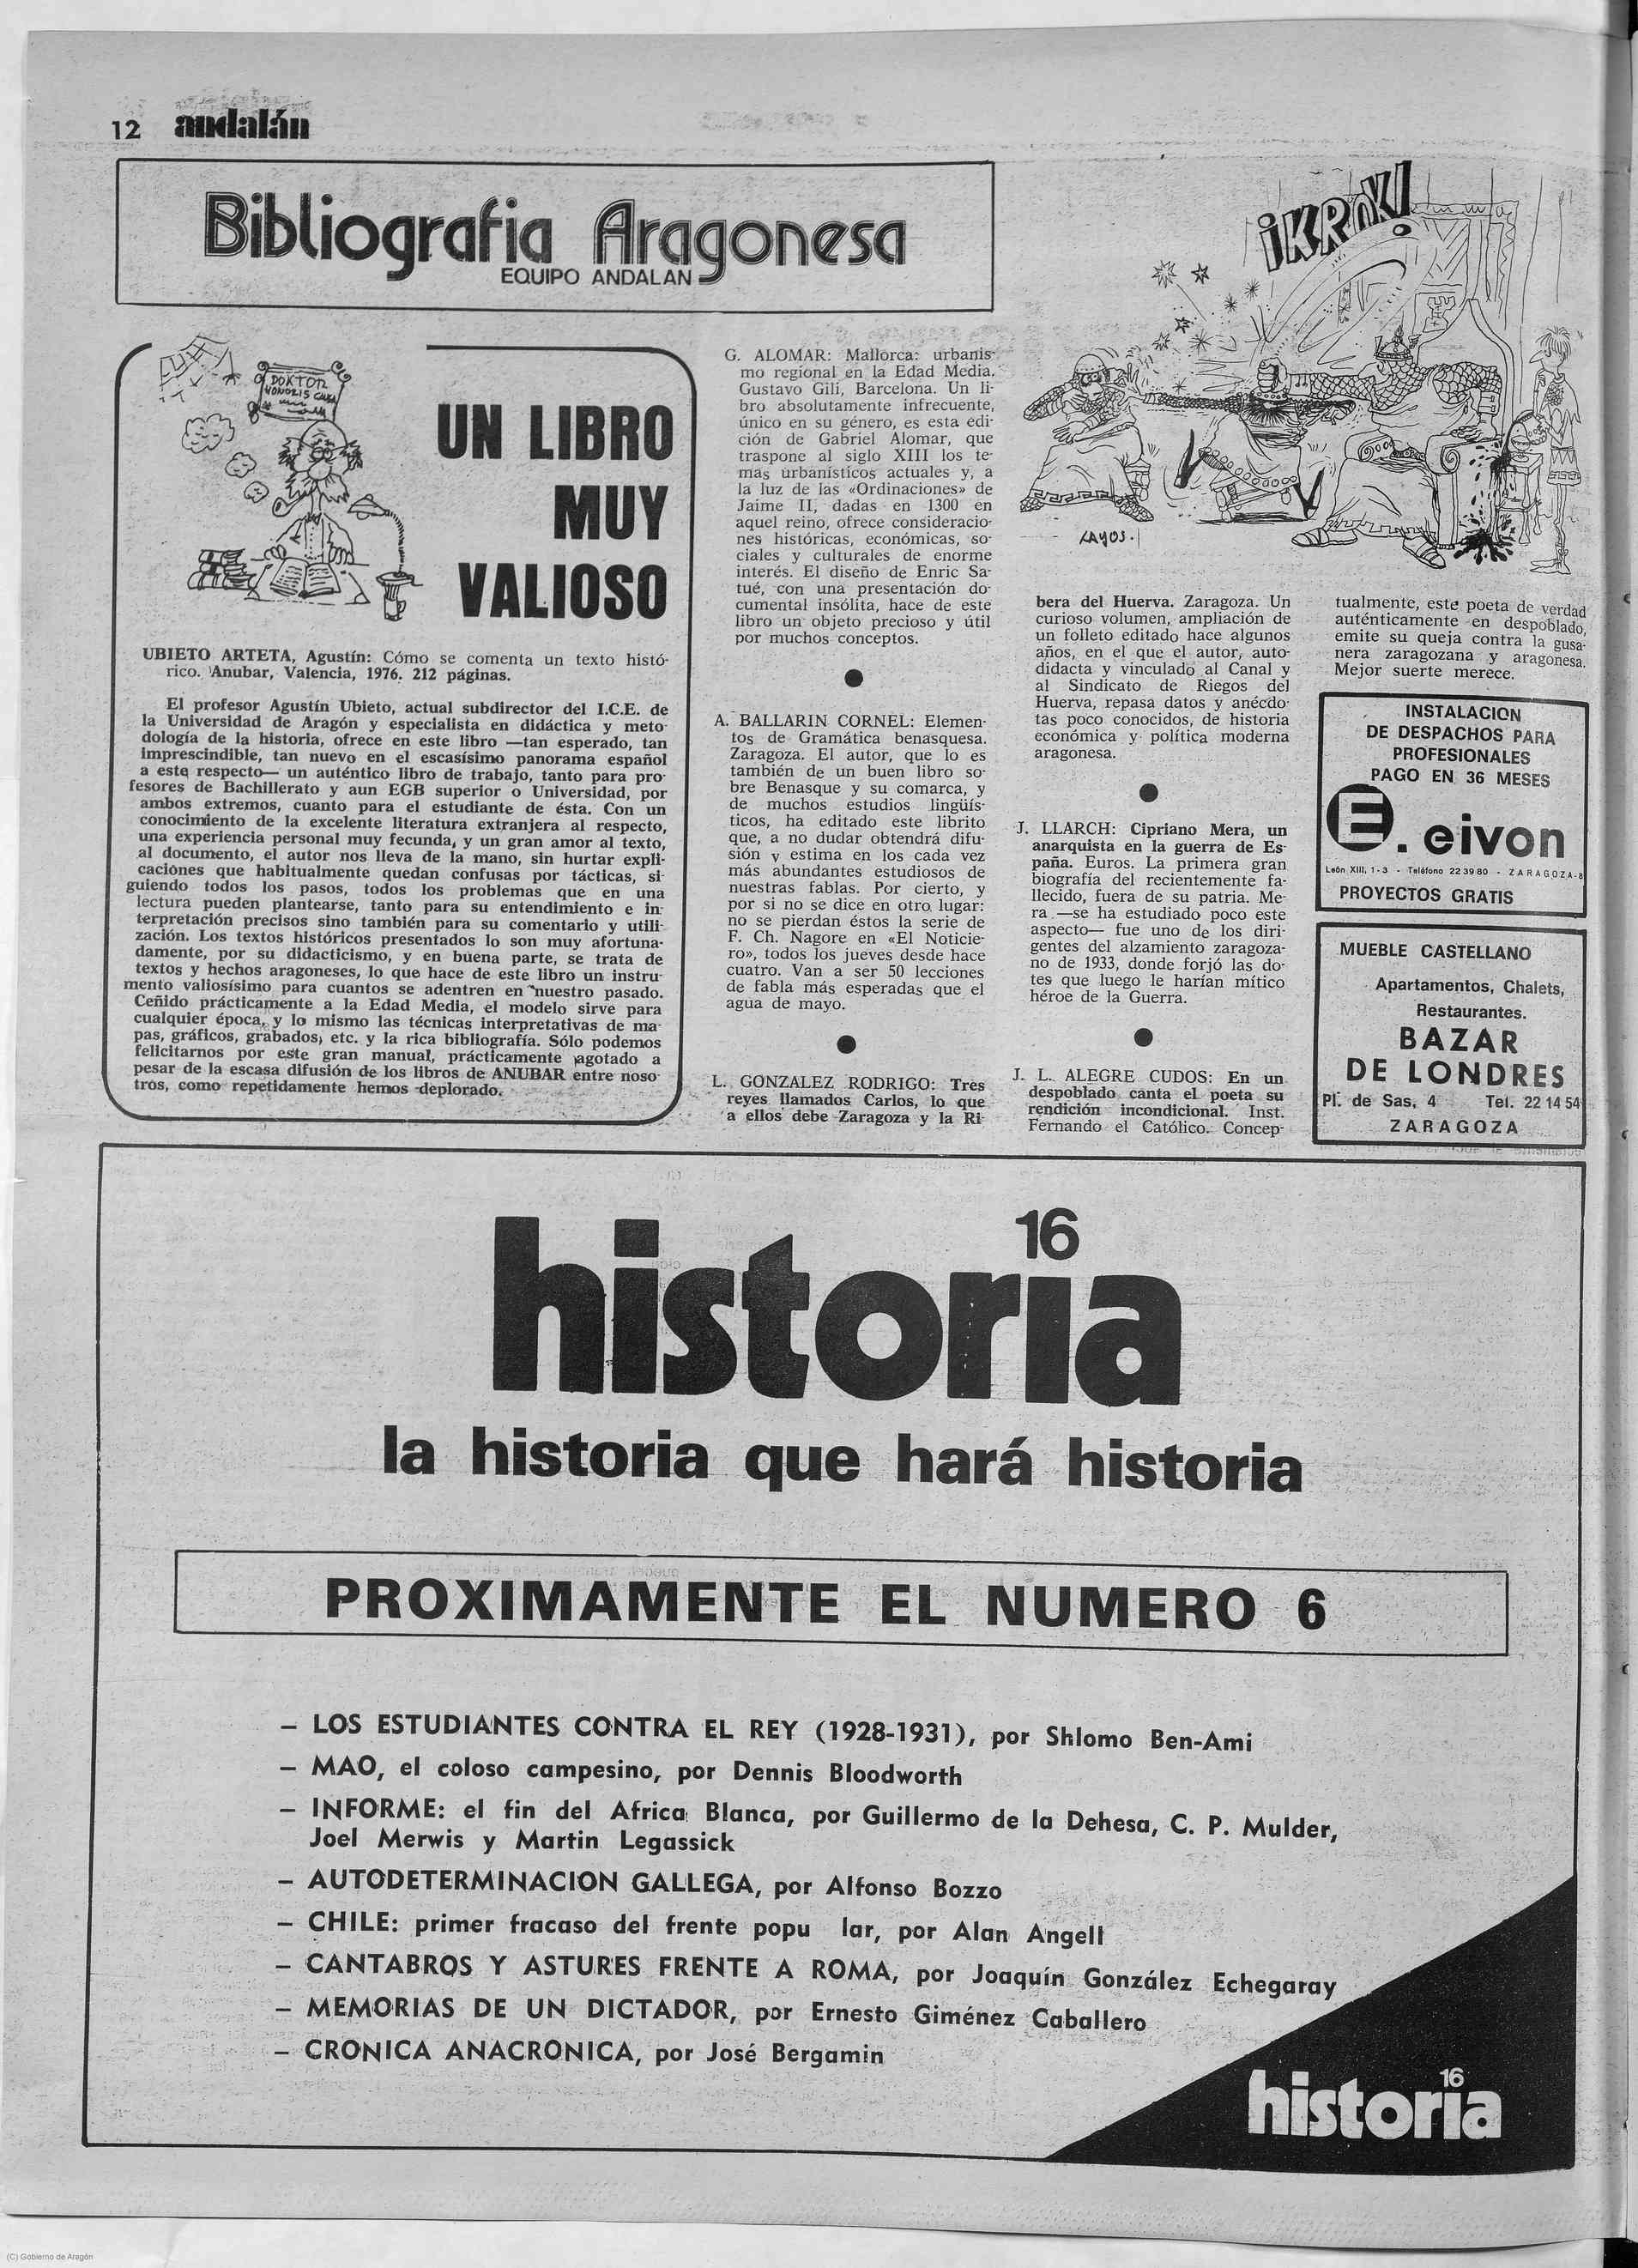 12 andalán
Bibliografia Aragonesa
EQUIPO ANDALAN
DOKTOR
HONORIS CAUSA
UN LIBRO
MUY
VALIOSO
UBIETO ARTETA, Agustín: Cómo se comenta un texto histó-
rico. Anubar, Valencia, 1976. 212 páginas.
El profesor Agustín Ubieto, actual subdirector del I.C.E. de
la Universidad de Aragón y especialista en didáctica y meto-
dología de la historia, ofrece en este libro —tan esperado, tan
imprescindible, tan nuevo en el escasísimo panorama español
a este respecto— un auténtico libro de trabajo, tanto para pro-
fesores de Bachillerato y aun EGB superior o Universidad, por
ambos extremos, cuanto para el estudiante de ésta. Con un
conocimiento de la excelente literatura extranjera al respecto,
una experiencia personal muy fecunda, y un gran amor al texto,
al documento, el autor nos lleva de la mano, sin hurtar expli-
caciones que habitualmente quedan confusas por tácticas, si-
guiendo todos los pasos, todos los problemas que en una
lectura pueden plantearse, tanto para su entendimiento e in-
terpretación precisos sino también para su comentario y utili-
zación. Los textos históricos presentados lo son muy afortuna-
damente, por su didacticismo, y en buena parte, se trata de
textos y hechos aragoneses, lo que hace de este libro un instru-
mento valiosísimo para cuantos se adentren en nuestro pasado.
Ceñido prácticamente a la Edad Media, el modelo sirve para
cualquier época, y lo mismo las técnicas interpretativas de ma-
pas, gráficos, grabados, etc. y la rica bibliografía. Sólo podemos
felicitarnos por este gran manual, prácticamente agotado a
pesar de la escasa difusión de los libros de ANUBAR entre noso-
tros, como repetidamente hemos deplorado.
G. ALOMAR: Mallorca: urbanis-
mo regional en la Edad Media.
Gustavo Gili, Barcelona. Un li-
bro absolutamente infrecuente,
único en su género, es esta edi-
ción de Gabriel Alomar, que
traspone al siglo XIII los te-
mas urbanísticos actuales y, a
la luz de las «Ordinaciones» de
Jaime II, dadas en 1300 en
aquel reino, ofrece consideracio-
nes históricas, económicas, so-
ciales y culturales de enorme
interés. El diseño de Enric Sa-
tué, con una presentación do-
cumental insólita, hace de este
libro un objeto precioso y útil
por muchos conceptos.
A. BALLARIN CORNEL: Elemen-
tos de Gramática benasquesa.
Zaragoza. El autor, que lo es
también de un buen libro so-
bre Benasque y su comarca, y
de muchos estudios lingüís-
ticos, ha editado este librito
que, a no dudar obtendrá difu-
sión y estima en los cada vez
más abundantes estudiosos de
nuestras fablas. Por cierto, y
por si no se dice en otro lugar:
no se pierdan éstos la serie de
F. Ch. Nagore en «El Noticie-
ro», todos los jueves desde hace
cuatro. Van a ser 50 lecciones
de fabla más esperadas que el
agua de mayo.
L. GONZALEZ RODRIGO: Tres
reyes llamados Carlos, lo que
a ellos debe Zaragoza y la Ri-
¡KROK!
KAYOS.
bera del Huerva. Zaragoza. Un
curioso volumen, ampliación de
un folleto editado hace algunos
años, en el que el autor, auto-
didacta y vinculado al Canal y
al Sindicato de Riegos del
Huerva, repasa datos y anécdo-
tas poco conocidos, de historia
económica y política moderna
aragonesa.
J. LLARCH: Cipriano Mera, un
anarquista en la guerra de Es-
paña. Euros. La primera gran
biografía del recientemente fa-
llecido, fuera de su patria. Me-
ra —se ha estudiado poco este
aspecto— fue uno de los diri-
gentes del alzamiento zaragoza-
no de 1933, donde forjó las do-
tes que luego le harían mítico
héroe de la Guerra.
J. L. ALEGRE CUDOS: En un
despoblado canta el poeta su
rendición incondicional. Inst.
Fernando el Católico. Concep-
tualmente, este poeta de verdad
auténticamente en despoblado,
emite su queja contra la gusa-
nera zaragozana y aragonesa.
Mejor suerte merece.
INSTALACION
DE DESPACHOS PARA
PROFESIONALES
PAGO EN 36 MESES
E. eivon
León XIII, 1-3 - Teléfono 22 39 80 - ZARAGOZA-8
PROYECTOS GRATIS
MUEBLE CASTELLANO
Apartamentos, Chalets,
Restaurantes.
BAZAR
DE LONDRES
Pl. de Sas, 4 Tel. 22 14 54
ZARAGOZA
historia 16
la historia que hará historia
PROXIMAMENTE EL NUMERO 6
– LOS ESTUDIANTES CONTRA EL REY (1928-1931), por Shlomo Ben-Ami
– MAO, el coloso campesino, por Dennis Bloodworth
– INFORME: el fin del Africa Blanca, por Guillermo de la Dehesa, C. P. Mulder,
Joel Merwis y Martin Legassick
– AUTODETERMINACION GALLEGA, por Alfonso Bozzo
– CHILE: primer fracaso del frente popu lar, por Alan Angell
– CANTABROS Y ASTURES FRENTE A ROMA, por Joaquín González Echegaray
– MEMORIAS DE UN DICTADOR, por Ernesto Giménez Caballero
– CRONICA ANACRONICA, por José Bergamin
historia 16
(C) Gobierno de Aragón